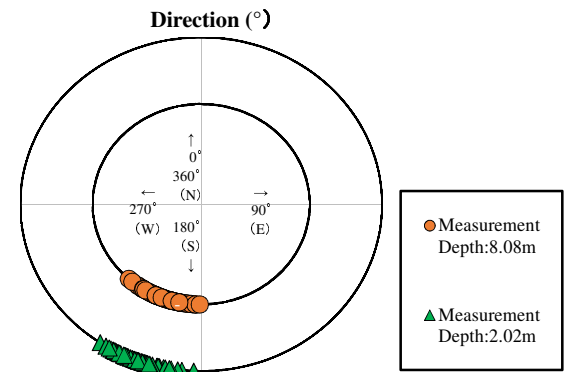 Direction (°)
↑
0°
360°
(N)
←
→
270°
90°
(W)
180°
(E)
(S)
↓
Measurement
Depth:8.08m
Measurement
Depth:2.02m